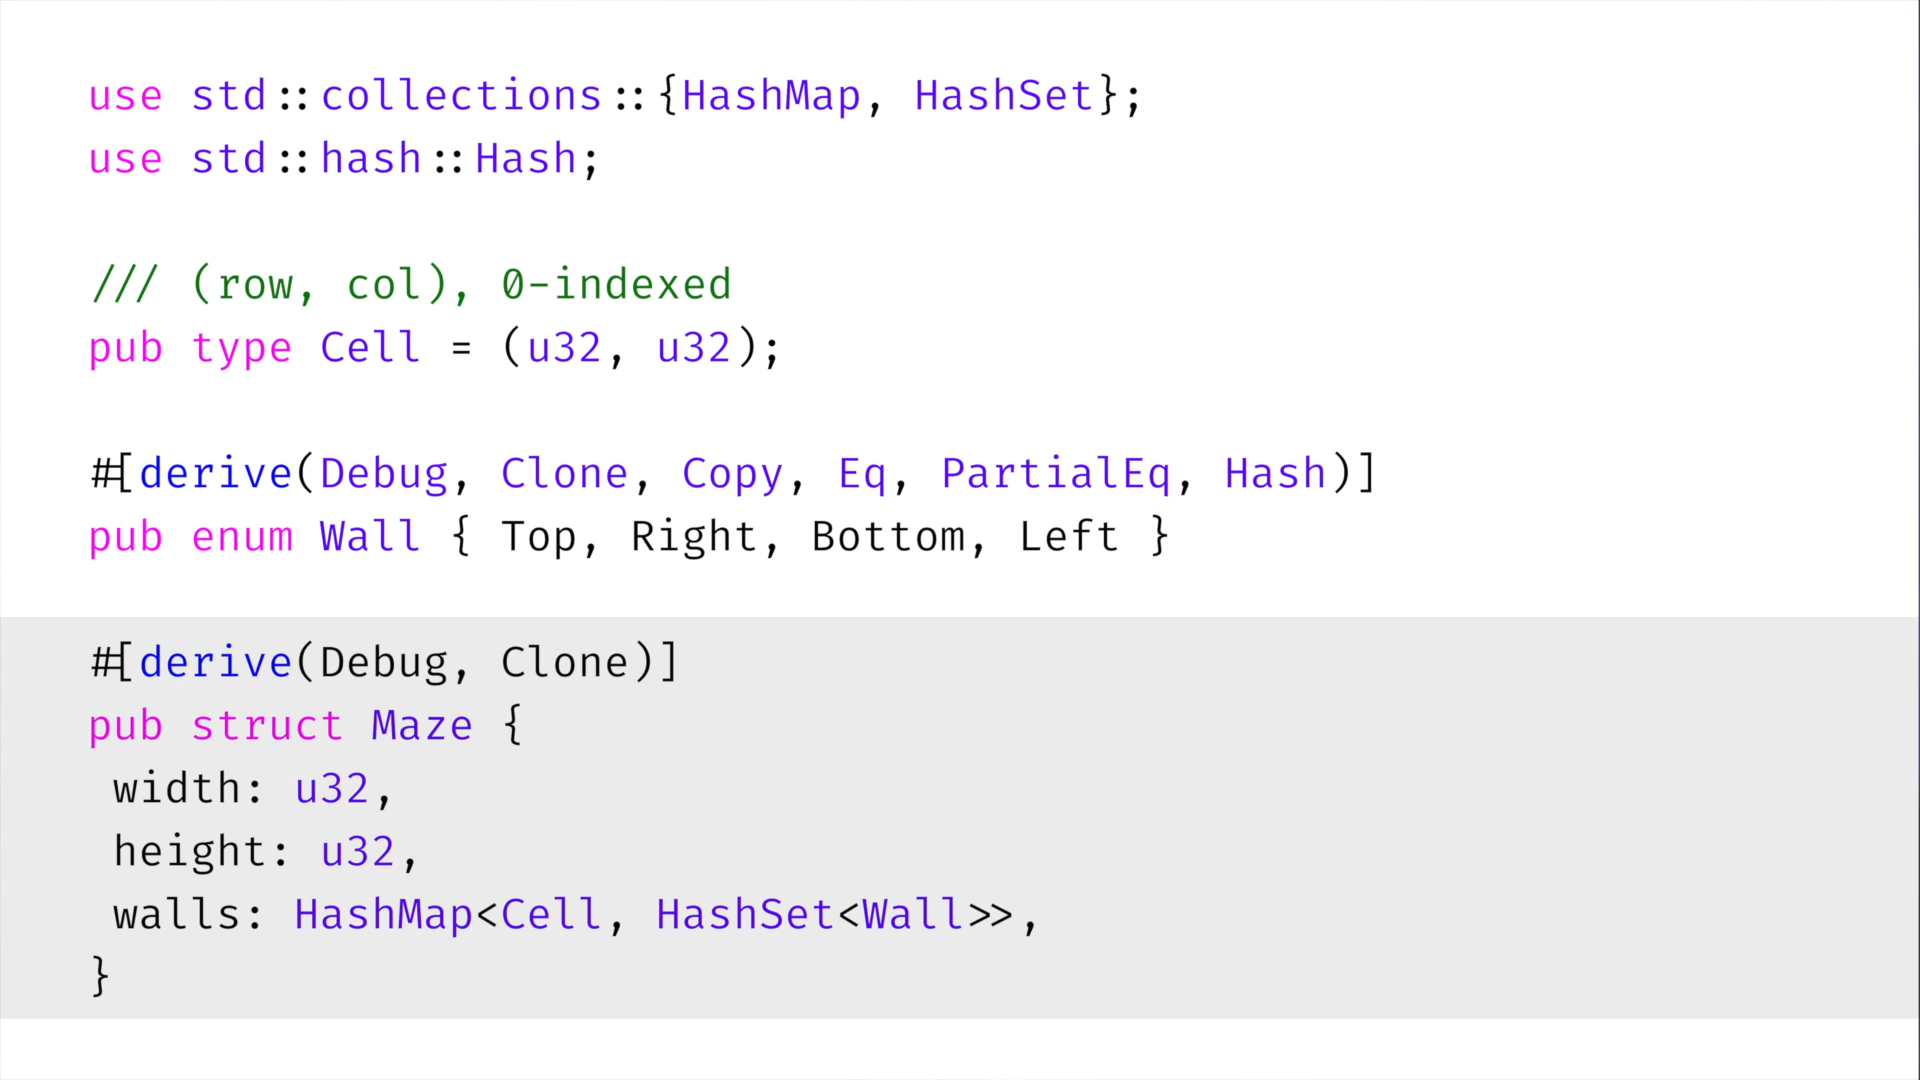 use std::collections::{HashMap, HashSet};
use std::hash::Hash;
/// (row, col), 0-indexed
pub type Cell = (u32, u32);
#[derive(Debug, Clone, Copy, Eq, PartialEq, Hash)]
pub enum Wall { Top, Right, Bottom, Left }
#[derive(Debug, Clone)]
pub struct Maze {
 width: u32,
 height: u32,
 walls: HashMap<Cell, HashSet<Wall>>,
}